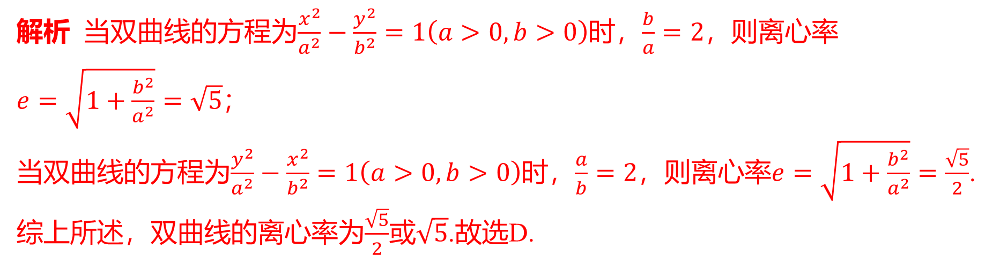 解析 当双曲线的方程为$\frac{x^2}{a^2}-\frac{y^2}{b^2}=1(a>0,b>0)$时，$\frac{b}{a}=2$，则离心率
$e=\sqrt{1+\frac{b^2}{a^2}}=\sqrt{5}$；
当双曲线的方程为$\frac{y^2}{a^2}-\frac{x^2}{b^2}=1(a>0,b>0)$时，$\frac{a}{b}=2$，则离心率$e=\sqrt{1+\frac{b^2}{a^2}}=\frac{\sqrt{5}}{2}$.
综上所述，双曲线的离心率为$\frac{\sqrt{5}}{2}$或$\sqrt{5}$.故选D.